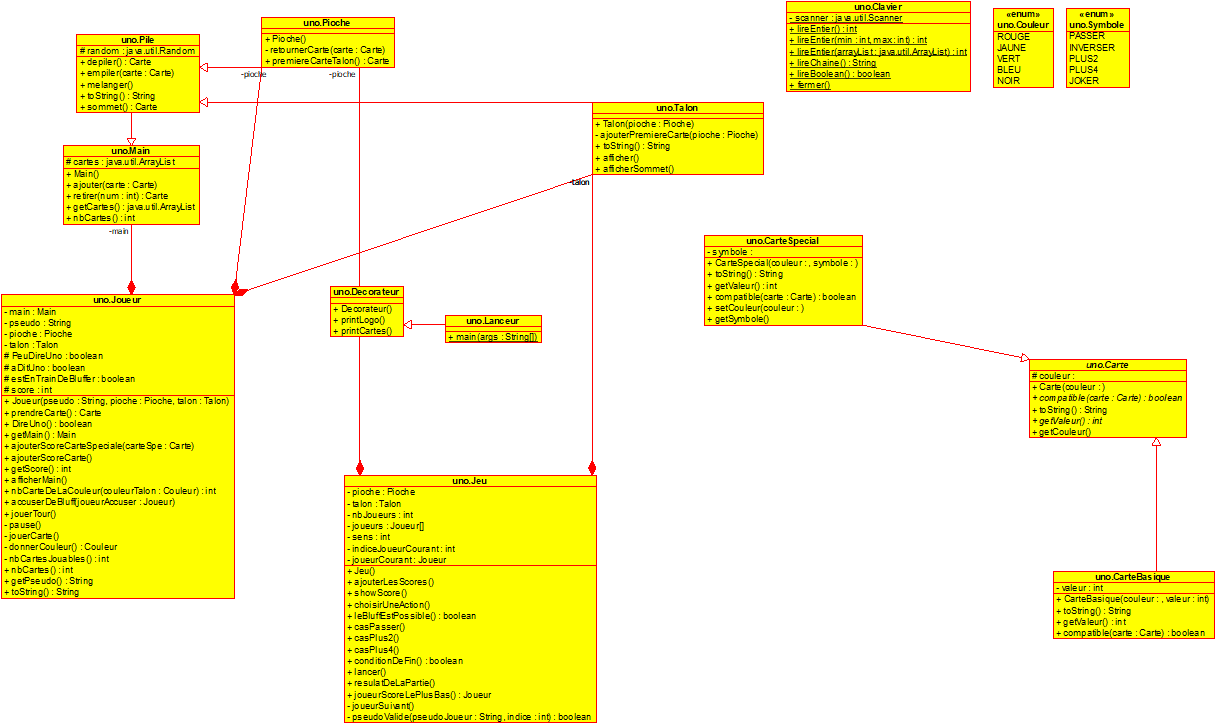 uno.Pioche
+ Pioche()
- retournerCarte(carte : Carte)
+ premiereCarteTalon() : Carte
uno.Pile
# random : java.util.Random
+ depiler() : Carte
+ empiler(carte : Carte)
+ melanger()
+ toString() : String
+ sommet() : Carte
-pioche
-pioche
uno.Clavier
- scanner : java.util.Scanner
+ lireEntier() : int
+ lireEntier(min : int, max : int) : int
+ lireEntier(arrayList : java.util.ArrayList) : int
+ lireChaine() : String
+ lireBoolean() : boolean
+ fermer()
«enum»
uno.Couleur
ROUGE
JAUNE
VERT
BLEU
NOIR
«enum»
uno.Symbole
PASSER
INVERSER
PLUS2
PLUS4
JOKER
uno.Talon
+ Talon(pioche : Pioche)
- ajouterPremiereCarte(pioche : Pioche)
+ toString() : String
+ afficher()
+ afficherSommet()
-talon
uno.Main
# cartes : java.util.ArrayList
+ Main()
+ ajouter(carte : Carte)
+ retirer(num : int) : Carte
+ getCartes() : java.util.ArrayList
+ nbCartes() : int
-main
uno.CarteSpecial
- symbole :
+ CarteSpecial(couleur : , symbole : )
+ toString() : String
+ getValeur() : int
+ compatible(carte : Carte) : boolean
+ setCouleur(couleur : )
+ getSymbole()
uno.Joueur
- main : Main
- pseudo : String
- pioche : Pioche
- talon : Talon
# PeuDireUno : boolean
# aDitUno : boolean
# estEnTrainDeBluffer : boolean
# score : int
+ Joueur(pseudo : String, pioche : Pioche, talon : Talon)
+ prendreCarte() : Carte
+ DireUno() : boolean
+ getMain() : Main
+ ajouterScoreCarteSpeciale(carteSpe : Carte)
+ ajouterScoreCarte()
+ getScore() : int
+ afficherMain()
+ nbCarteDeLaCouleur(couleurTalon : Couleur) : int
+ accuserDeBluff(joueurAccuser : Joueur)
+ jouerTour()
- pause()
- jouerCarte()
- donnerCouleur() : Couleur
- nbCartesJouables() : int
+ nbCartes() : int
+ getPseudo() : String
+ toString() : String
uno.Decorateur
+ Decorateur()
+ printLogo()
+ printCartes()
uno.Lanceur
+ main(args : String[])
uno.Carte
# couleur :
+ Carte(couleur : )
+ compatible(carte : Carte) : boolean
+ toString() : String
+ getValeur() : int
+ getCouleur()
uno.Jeu
- pioche : Pioche
- talon : Talon
- nbJoueurs : int
- joueurs : Joueur[]
- sens : int
- indiceJoueurCourant : int
- joueurCourant : Joueur
+ Jeu()
+ ajouterLesScores()
+ showScore()
+ choisirUneAction()
+ leBluffEstPossible() : boolean
+ casPasser()
+ casPlus2()
+ casPlus4()
+ conditionDeFin() : boolean
+ lancer()
+ resulatDeLaPartie()
+ joueurScoreLePlusBas() : Joueur
- joueurSuivant()
- pseudoValide(pseudoJoueur : String, indice : int) : boolean
uno.CarteBasique
- valeur : int
+ CarteBasique(couleur : , valeur : int)
+ toString() : String
+ getValeur() : int
+ compatible(carte : Carte) : boolean